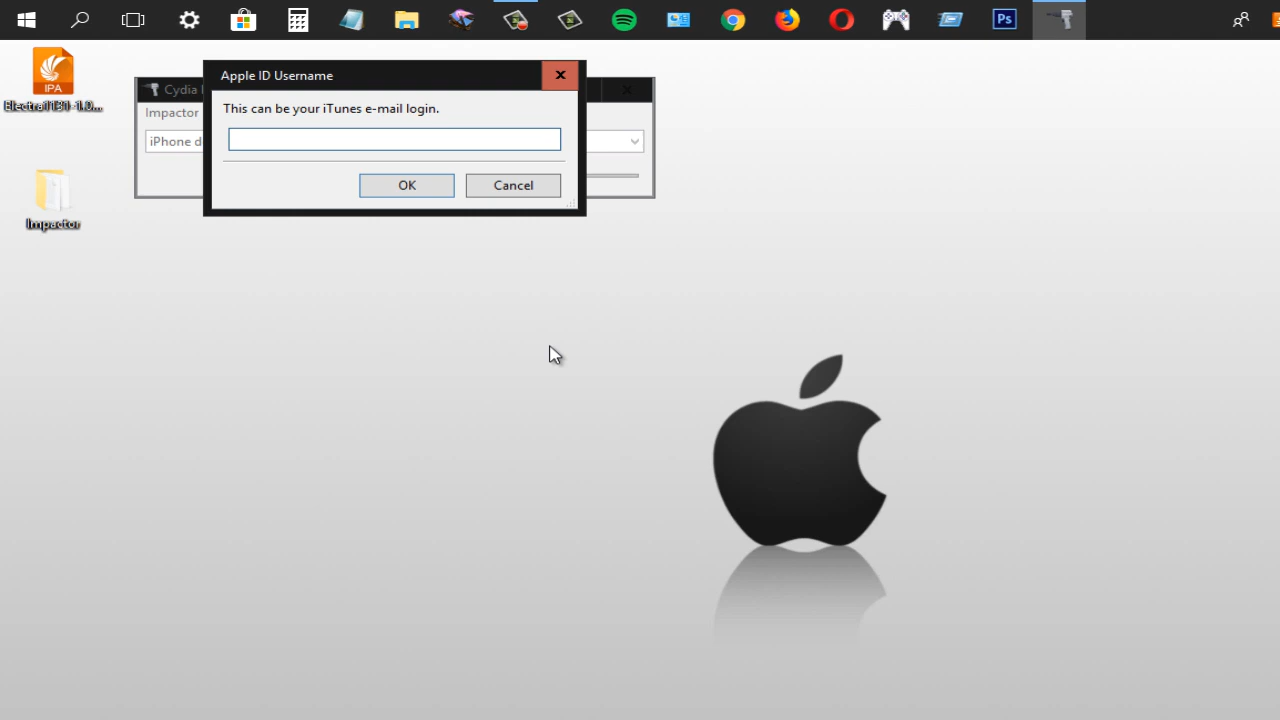 Ps
Apple ID Username
This can be your iTunes e-mail login.
OK
Cancel
Cydia
Impactor
iPhone d
IPA
Electra1131-1.0...
Impactor